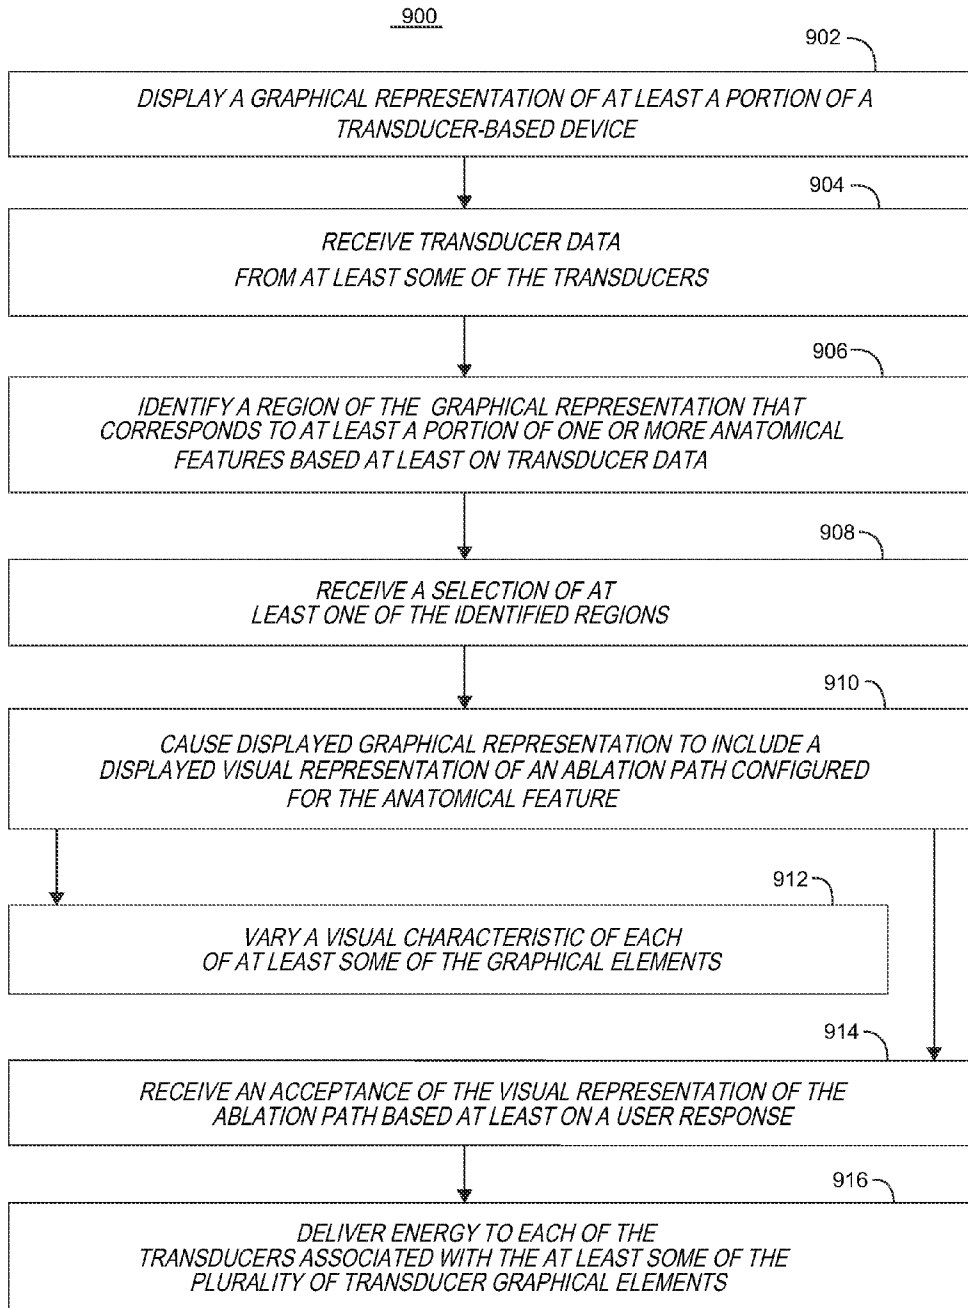 900
902
DISPLAY A GRAPHICAL REPRESENTATION OF AT LEAST A PORTION OF A
TRANSDUCER-BASED DEVICE
904
RECEIVE TRANSDUCER DATA
FROM AT LEAST SOME OF THE TRANSDUCERS
906
IDENTIFY A REGION OF THE GRAPHICAL REPRESENTATION THAT
CORRESPONDS TO AT LEAST A PORTION OF ONE OR MORE ANATOMICAL
FEATURES BASED AT LEAST ON TRANSDUCER DATA
908
RECEIVE A SELECTION OF AT
LEAST ONE OF THE IDENTIFIED REGIONS
910
CAUSE DISPLAYED GRAPHICAL REPRESENTATION TO INCLUDE A
DISPLAYED VISUAL REPRESENTATION OF AN ABLATION PATH CONFIGURED
FOR THE ANATOMICAL FEATURE
912
VARY A VISUAL CHARACTERISTIC OF EACH
OF AT LEAST SOME OF THE GRAPHICAL ELEMENTS
914
RECEIVE AN ACCEPTANCE OF THE VISUAL REPRESENTATION OF THE
ABLATION PATH BASED AT LEAST ON A USER RESPONSE
916
DELIVER ENERGY TO EACH OF THE
TRANSDUCERS ASSOCIATED WITH THE AT LEAST SOME OF THE
PLURALITY OF TRANSDUCER GRAPHICAL ELEMENTS